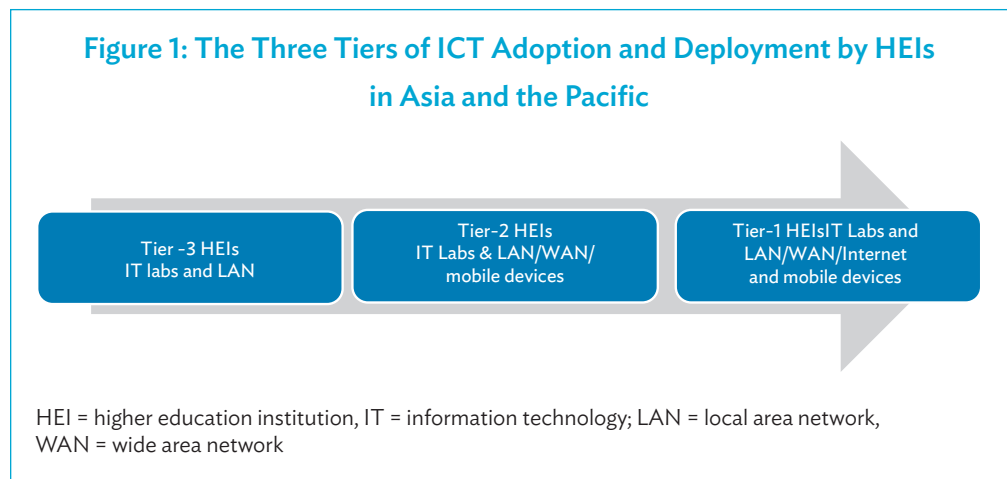 Figure 1: The Three Tiers of ICT Adoption and Deployment by HEIs
in Asia and the Pacific
Tier -3 HEIs
IT labs and LAN
Tier-2 HEIs
IT Labs & LAN/WAN/
mobile devices
Tier-1 HEIsIT Labs and
LAN/WAN/Internet
and mobile devices
HEI = higher education institution, IT = information technology; LAN = local area network,
WAN = wide area network